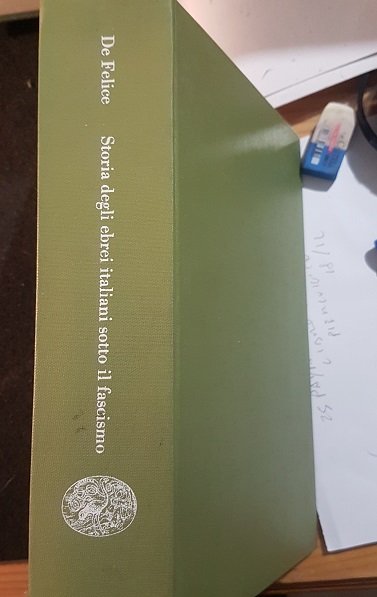 De Felice Storia degli ebrei italiani sotto il fascismo